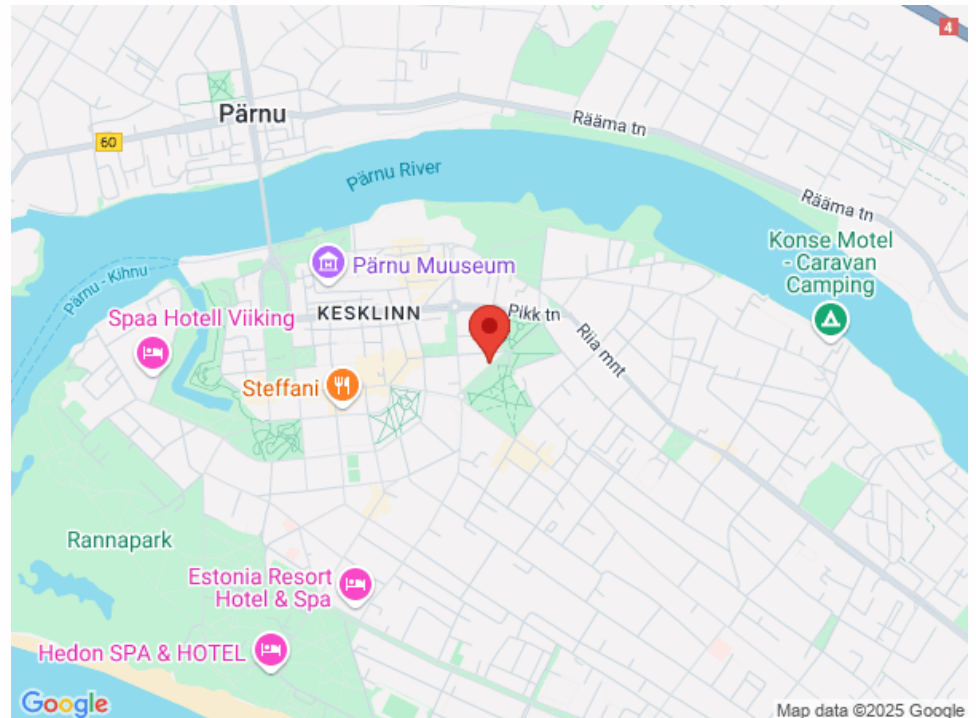 4
Pärnu
60
Rääma tn
Pärnu River
Rääma tn
Konse Motel
- Caravan
Camping
Pärnu Muuseum
Pärnu - Kihnu
Spaa Hotell Viiking
KESKLINN
Pikk tn
Riia mnt
Steffani
Rannapark
Estonia Resort
Hotel & Spa
Hedon SPA & HOTEL
Google
Map data ©2025 Google